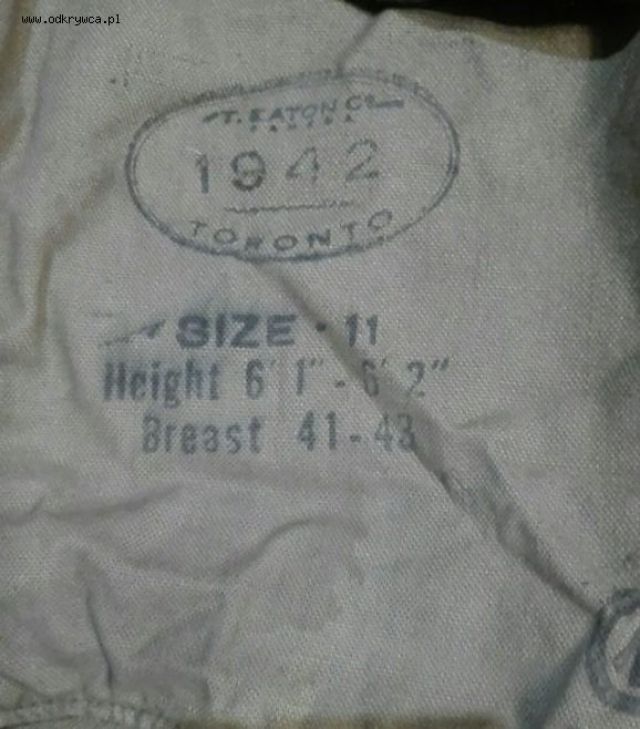 www.odkrywca.pl
T. EATON Co
1942
TORONTO
SIZE · 11
Height 6' 1" - 6' 2"
Breast 41-43